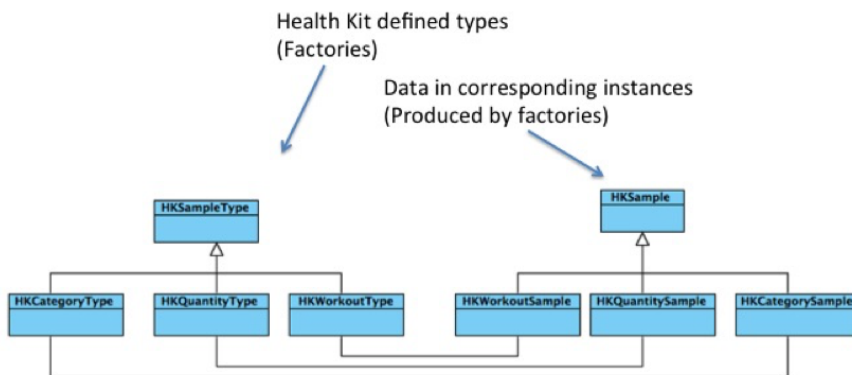 Health Kit defined types
(Factories)
Data in corresponding instances
(Produced by factories)
HKSampleType
HKSample
HKCategoryType
HKQuantityType
HKWorkoutType
HKWorkoutSample
HKQuantitySample
HKCategorySample